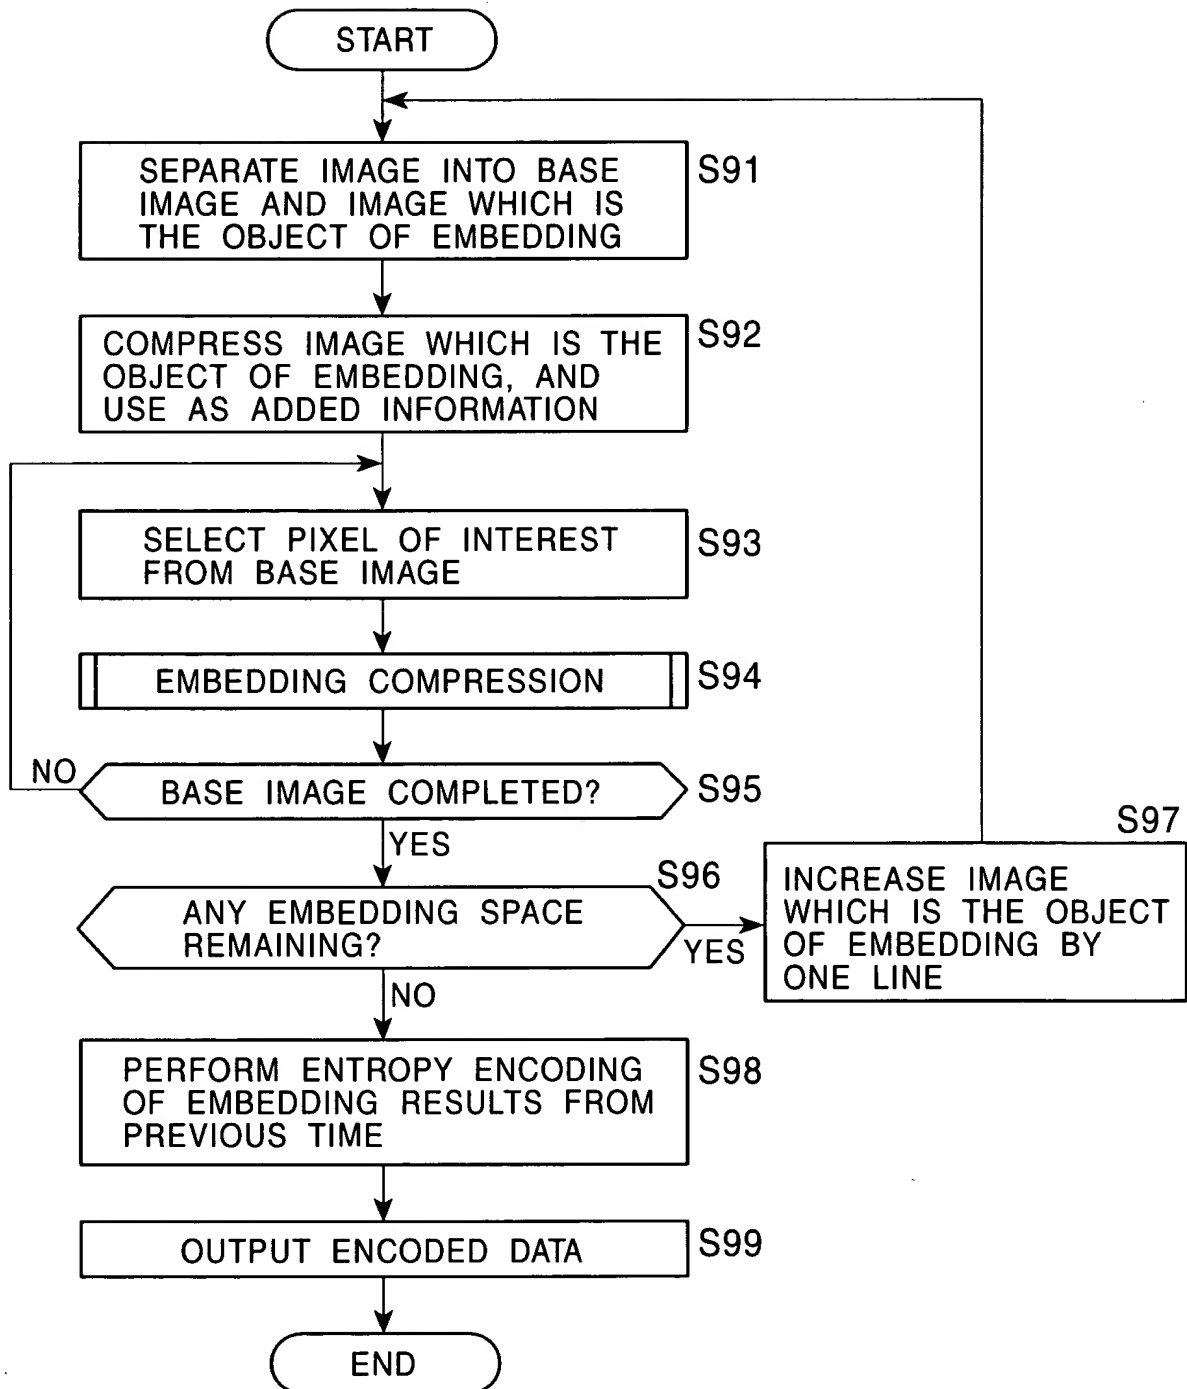 START
SEPARATE IMAGE INTO BASE
IMAGE AND IMAGE WHICH IS
THE OBJECT OF EMBEDDING
S91
COMPRESS IMAGE WHICH IS THE
OBJECT OF EMBEDDING, AND
USE AS ADDED INFORMATION
S92
SELECT PIXEL OF INTEREST
FROM BASE IMAGE
S93
EMBEDDING COMPRESSION
S94
NO
BASE IMAGE COMPLETED?
S95
YES
S96
ANY EMBEDDING SPACE
REMAINING?
YES
S97
INCREASE IMAGE
WHICH IS THE OBJECT
OF EMBEDDING BY
ONE LINE
NO
PERFORM ENTROPY ENCODING
OF EMBEDDING RESULTS FROM
PREVIOUS TIME
S98
OUTPUT ENCODED DATA
S99
END